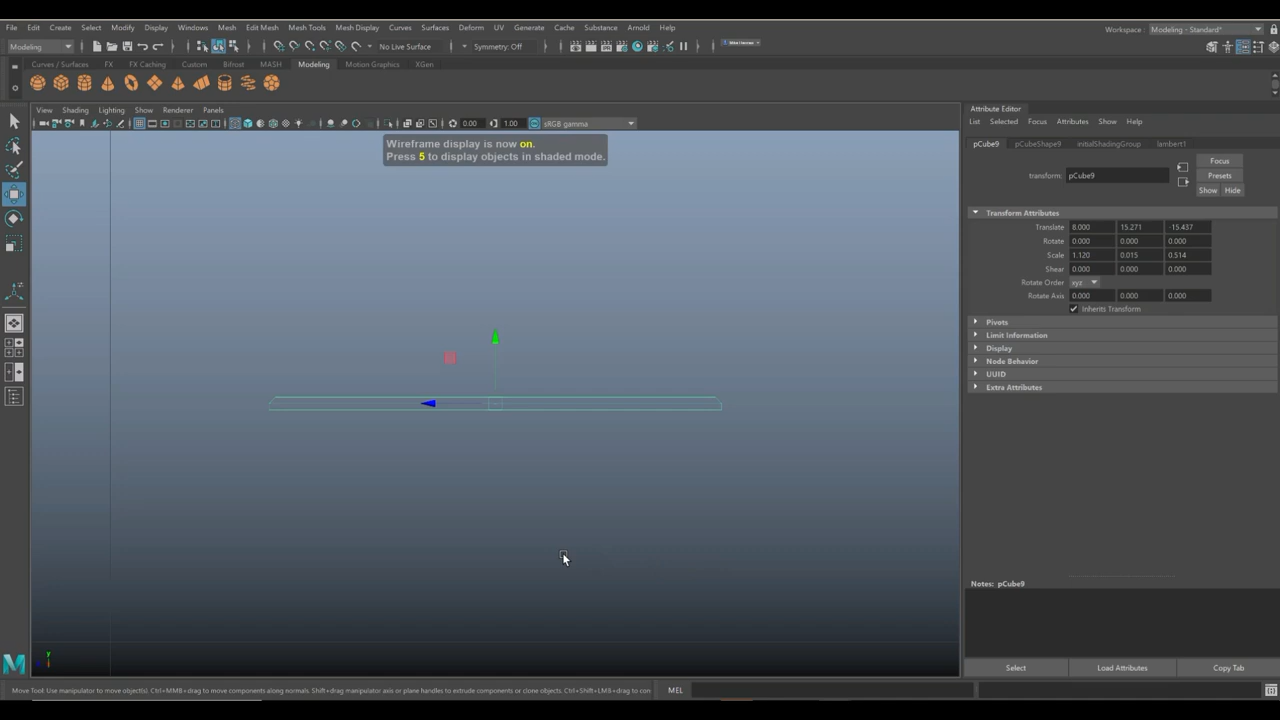 File Edit Create Select Modify Display Windows Mesh Edit Mesh Mesh Tools Mesh Display Curves Surfaces Deform UV Generate Cache Substance Arnold Help
Workspace : Modeling - Standard*
Modeling No Live Surface Symmetry: Off
Curves / Surfaces FX FX Caching Custom Bifrost MASH Modeling Motion Graphics XGen
View Shading Lighting Show Renderer Panels
0.00 1.00 sRGB gamma
Wireframe display is now on.
Press 5 to display objects in shaded mode.
Attribute Editor
List Selected Focus Attributes Show Help
pCube9 pCubeShape9 initialShadingGroup lambert1
Focus
transform: pCube9 Presets
Show Hide
Transform Attributes
Translate 8.000 15.271 -15.437
Rotate 0.000 0.000 0.000
Scale 1.120 0.015 0.514
Shear 0.000 0.000 0.000
Rotate Order xyz
Rotate Axis 0.000 0.000 0.000
Inherits Transform
Pivots
Limit Information
Display
Node Behavior
UUID
Extra Attributes
Notes: pCube9
y
Select Load Attributes Copy Tab
Move Tool: Use manipulator to move object(s). Ctrl+MMB+drag to move components along normals. Shift+drag manipulator axis or plane handles to extrude components or clone objects. Ctrl+Shift+LMB+drag to con MEL